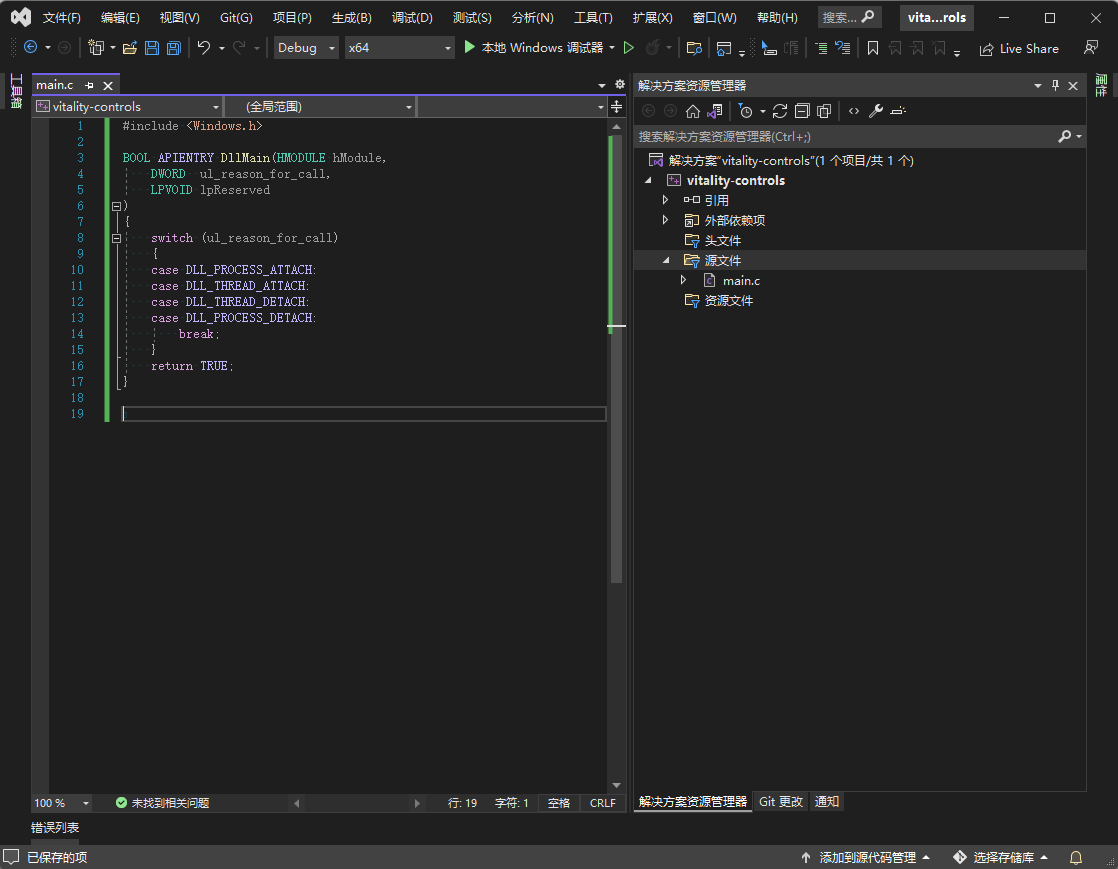 文件(F) 编辑(E) 视图(V) Git(G) 项目(P) 生成(B) 调试(D) 测试(S) 分析(N) 工具(T) 扩展(X) 窗口(W) 帮助(H) 搜索... vita...rols
Debug x64 本地 Windows 调试器 Live Share
工具箱
main.c
vitality-controls (全局范围)
1 #include <Windows.h>
2
3 BOOL APIENTRY DllMain(HMODULE hModule,
4 DWORD ul_reason_for_call,
5 LPVOID lpReserved
6 )
7 {
8 switch (ul_reason_for_call)
9 {
10 case DLL_PROCESS_ATTACH:
11 case DLL_THREAD_ATTACH:
12 case DLL_THREAD_DETACH:
13 case DLL_PROCESS_DETACH:
14 break;
15 }
16 return TRUE;
17 }
18
19
100 % 未找到相关问题 行: 19 字符: 1 空格 CRLF
解决方案资源管理器
搜索解决方案资源管理器(Ctrl+;)
解决方案"vitality-controls"(1 个项目/共 1 个)
vitality-controls
引用
外部依赖项
头文件
源文件
main.c
资源文件
解决方案资源管理器 Git 更改 通知
属性
错误列表
已保存的项 添加到源代码管理 选择存储库